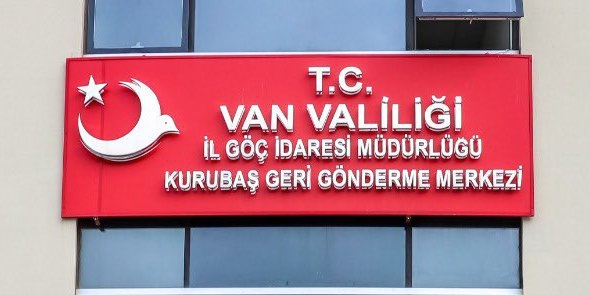 T.C.
VAN VALİLİĞİ
İL GÖÇ İDARESİ MÜDÜRLÜĞÜ
KURUBAŞ GERİ GÖNDERME MERKEZİ